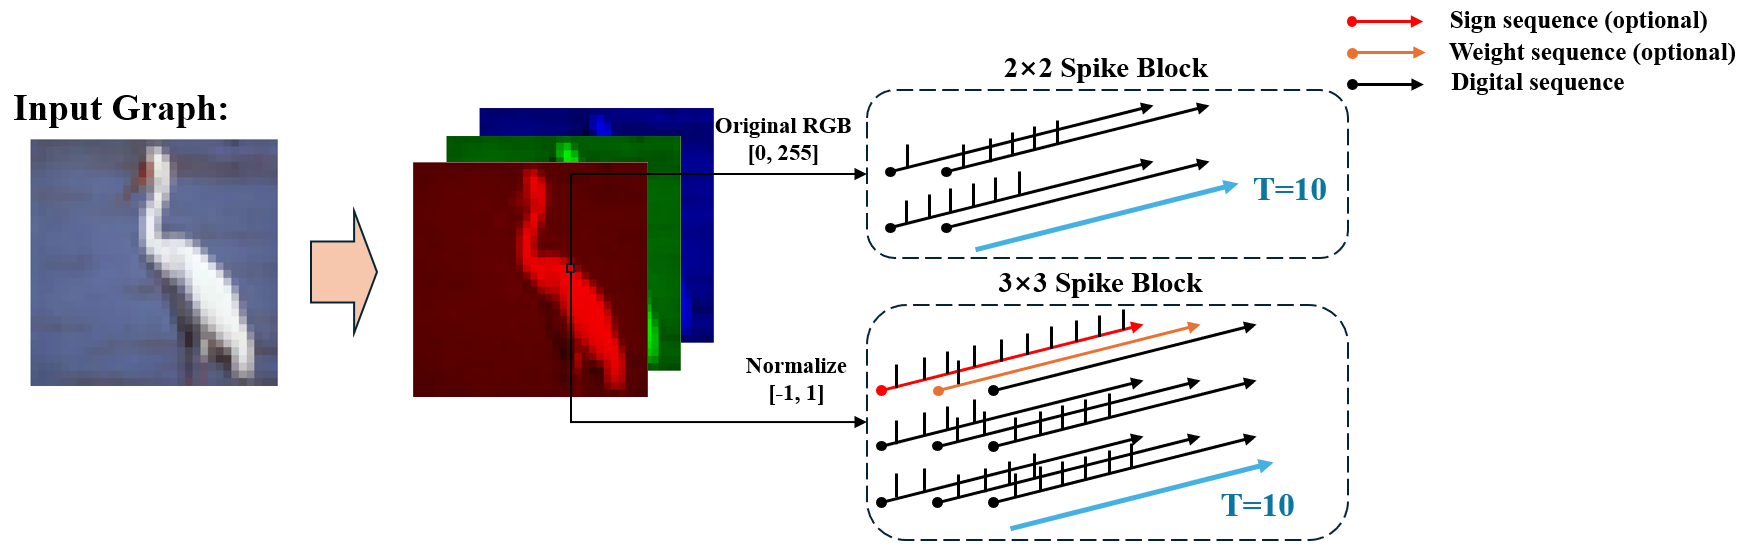 Input Graph:
Original RGB
[0, 255]
Normalize
[-1, 1]
2×2 Spike Block
T=10
3×3 Spike Block
T=10
Sign sequence (optional)
Weight sequence (optional)
Digital sequence